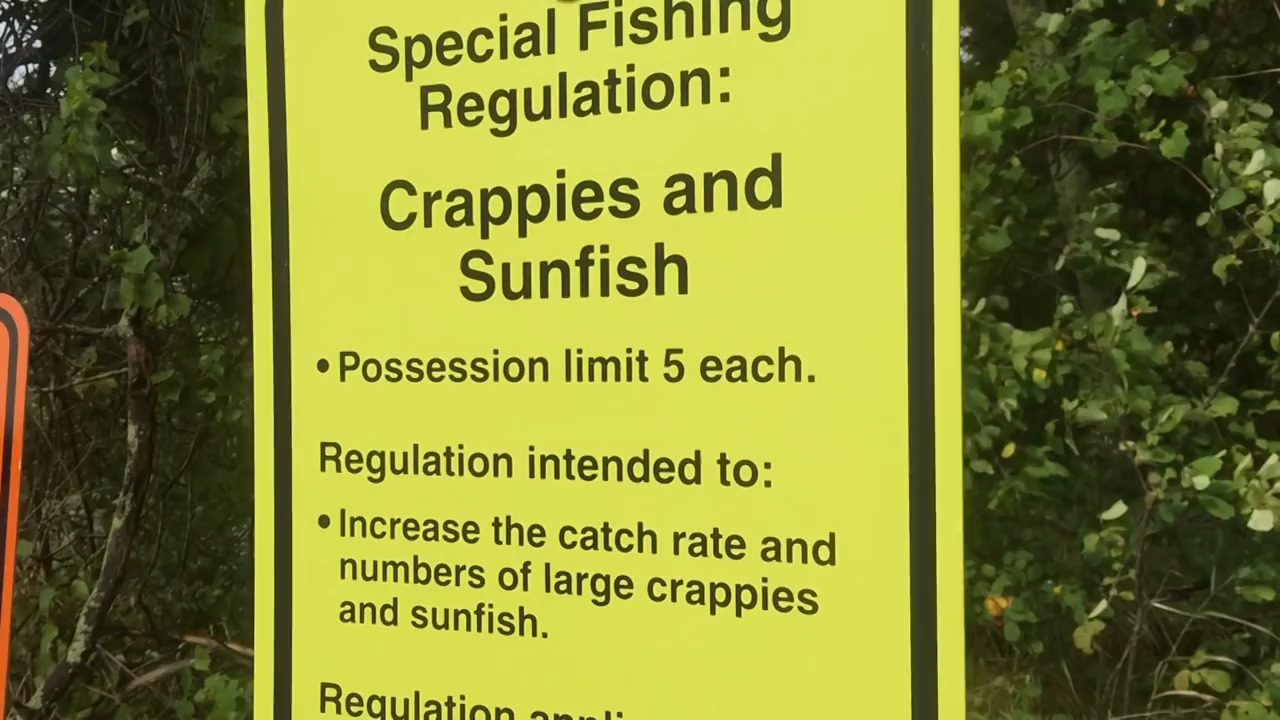 Special Fishing
Regulation:
Crappies and
Sunfish
• Possession limit 5 each.
Regulation intended to:
• Increase the catch rate and
numbers of large crappies
and sunfish.
Regulation